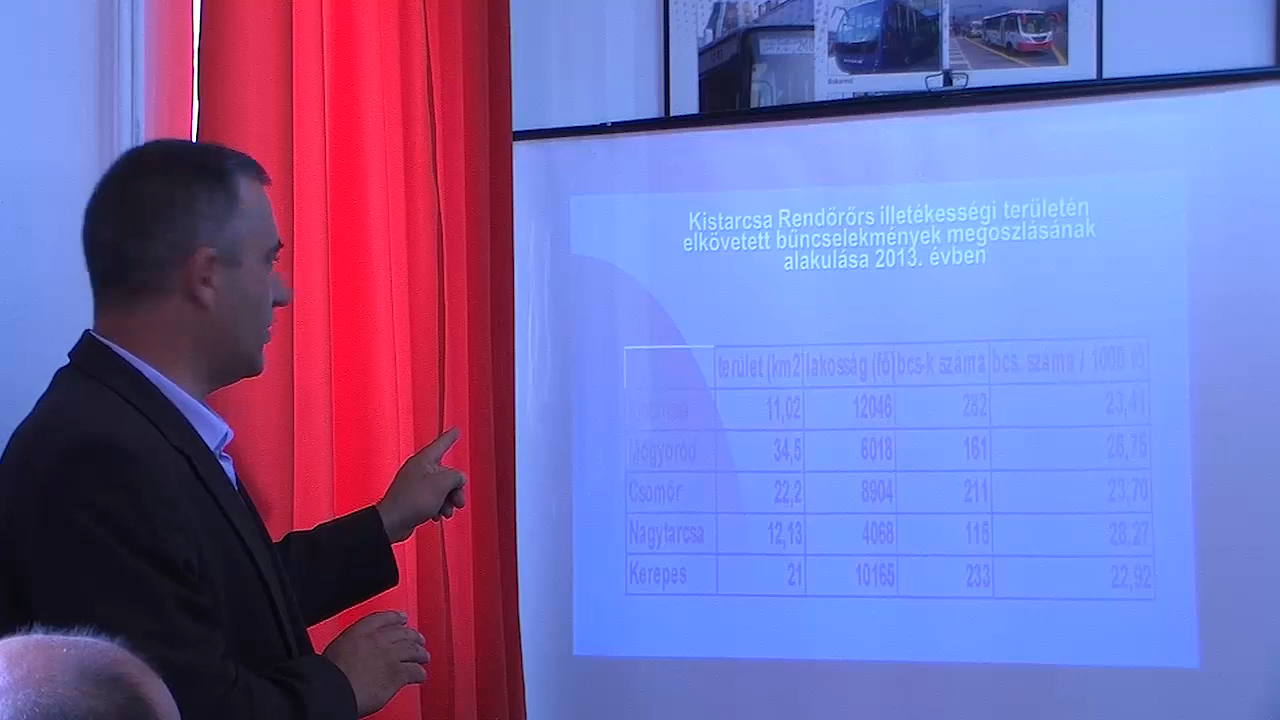 Kistarcsa Rendőrőrs illetékességi területén
elkövetett bűncselekmények megoszlásának
alakulása 2013. évben
terület (km2 lakosság (fő) bcs-k száma bcs. száma / 1000 fő
11,02 12046 282 23,41
Mogyoród 34,5 6018 161 26,75
Csömör 22,2 8904 211 23,70
Nagytarcsa 12,13 4068 115 28,27
Kerepes 21 10165 233 22,92